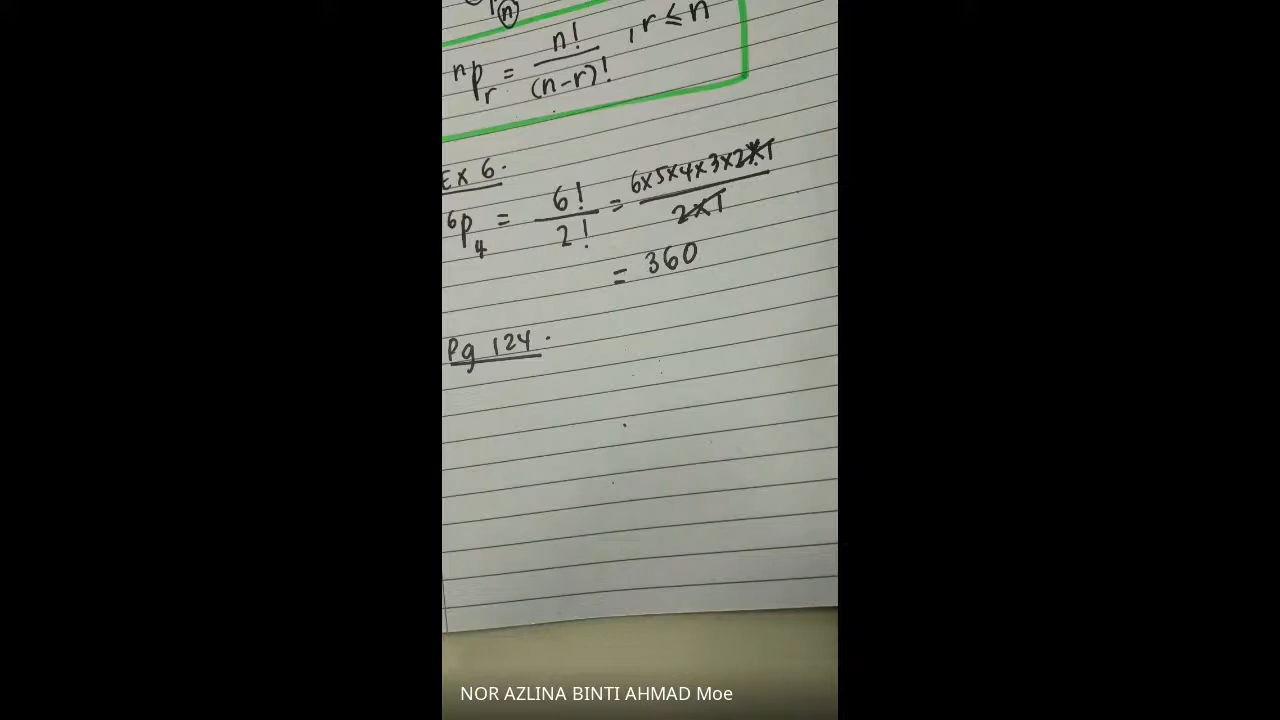 n
ⁿPᵣ = n!/(n-r)! , r ≤ n
Ex 6.
⁶P₄ = 6!/2! = 6×5×4×3×2×1/2×1
= 360
Pg 124.
NOR AZLINA BINTI AHMAD Moe